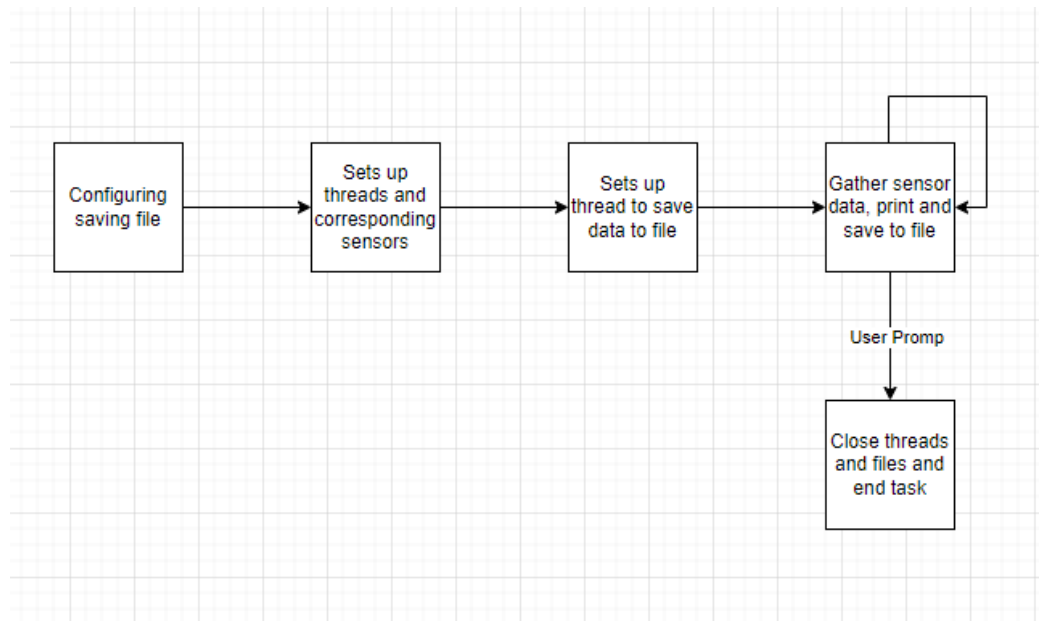 Configuring
saving file
Sets up
threads and
corresponding
sensors
Sets up
thread to save
data to file
Gather sensor
data, print and
save to file
User Promp
Close threads
and files and
end task